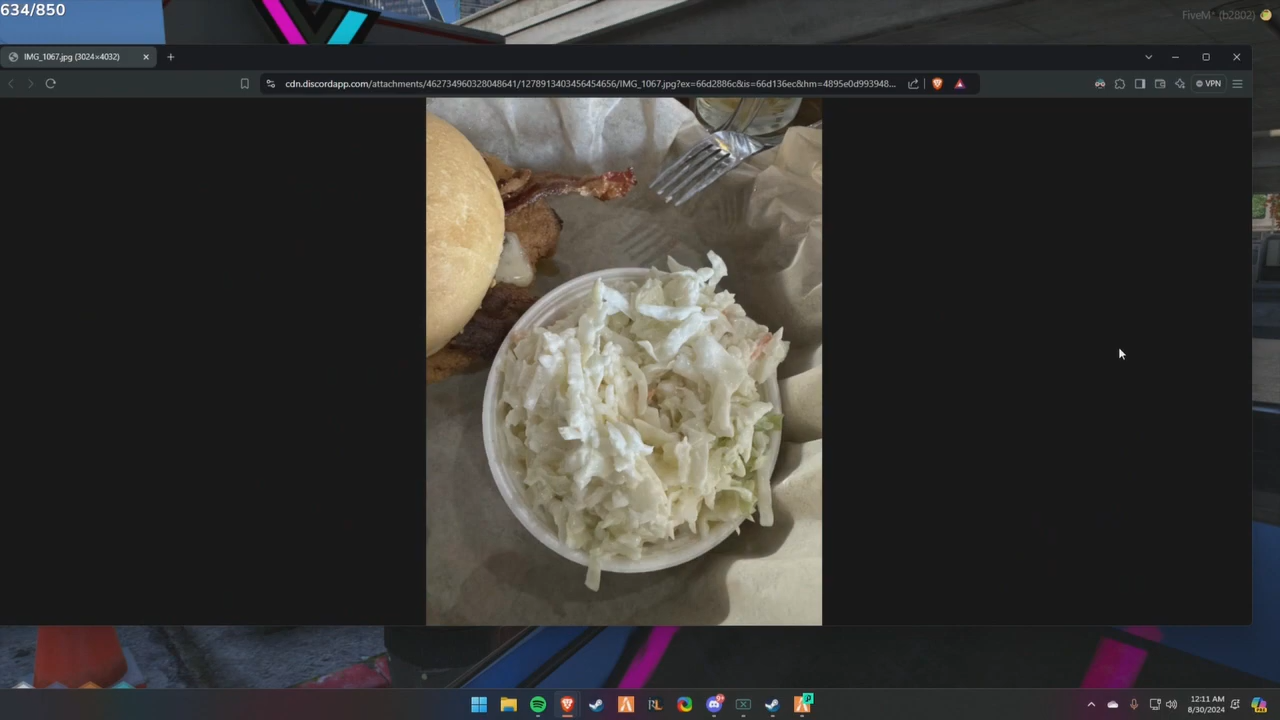 634/850
FiveM® (b2802)
IMG_1067.jpg (3024×4032)
cdn.discordapp.com/attachments/462734960328048641/1278913403456454656/IMG_1067.jpg?ex=66d2886c&is=66d136ec&hm=4895e0d993948...
VPN
9+
12:11 AM
8/30/2024